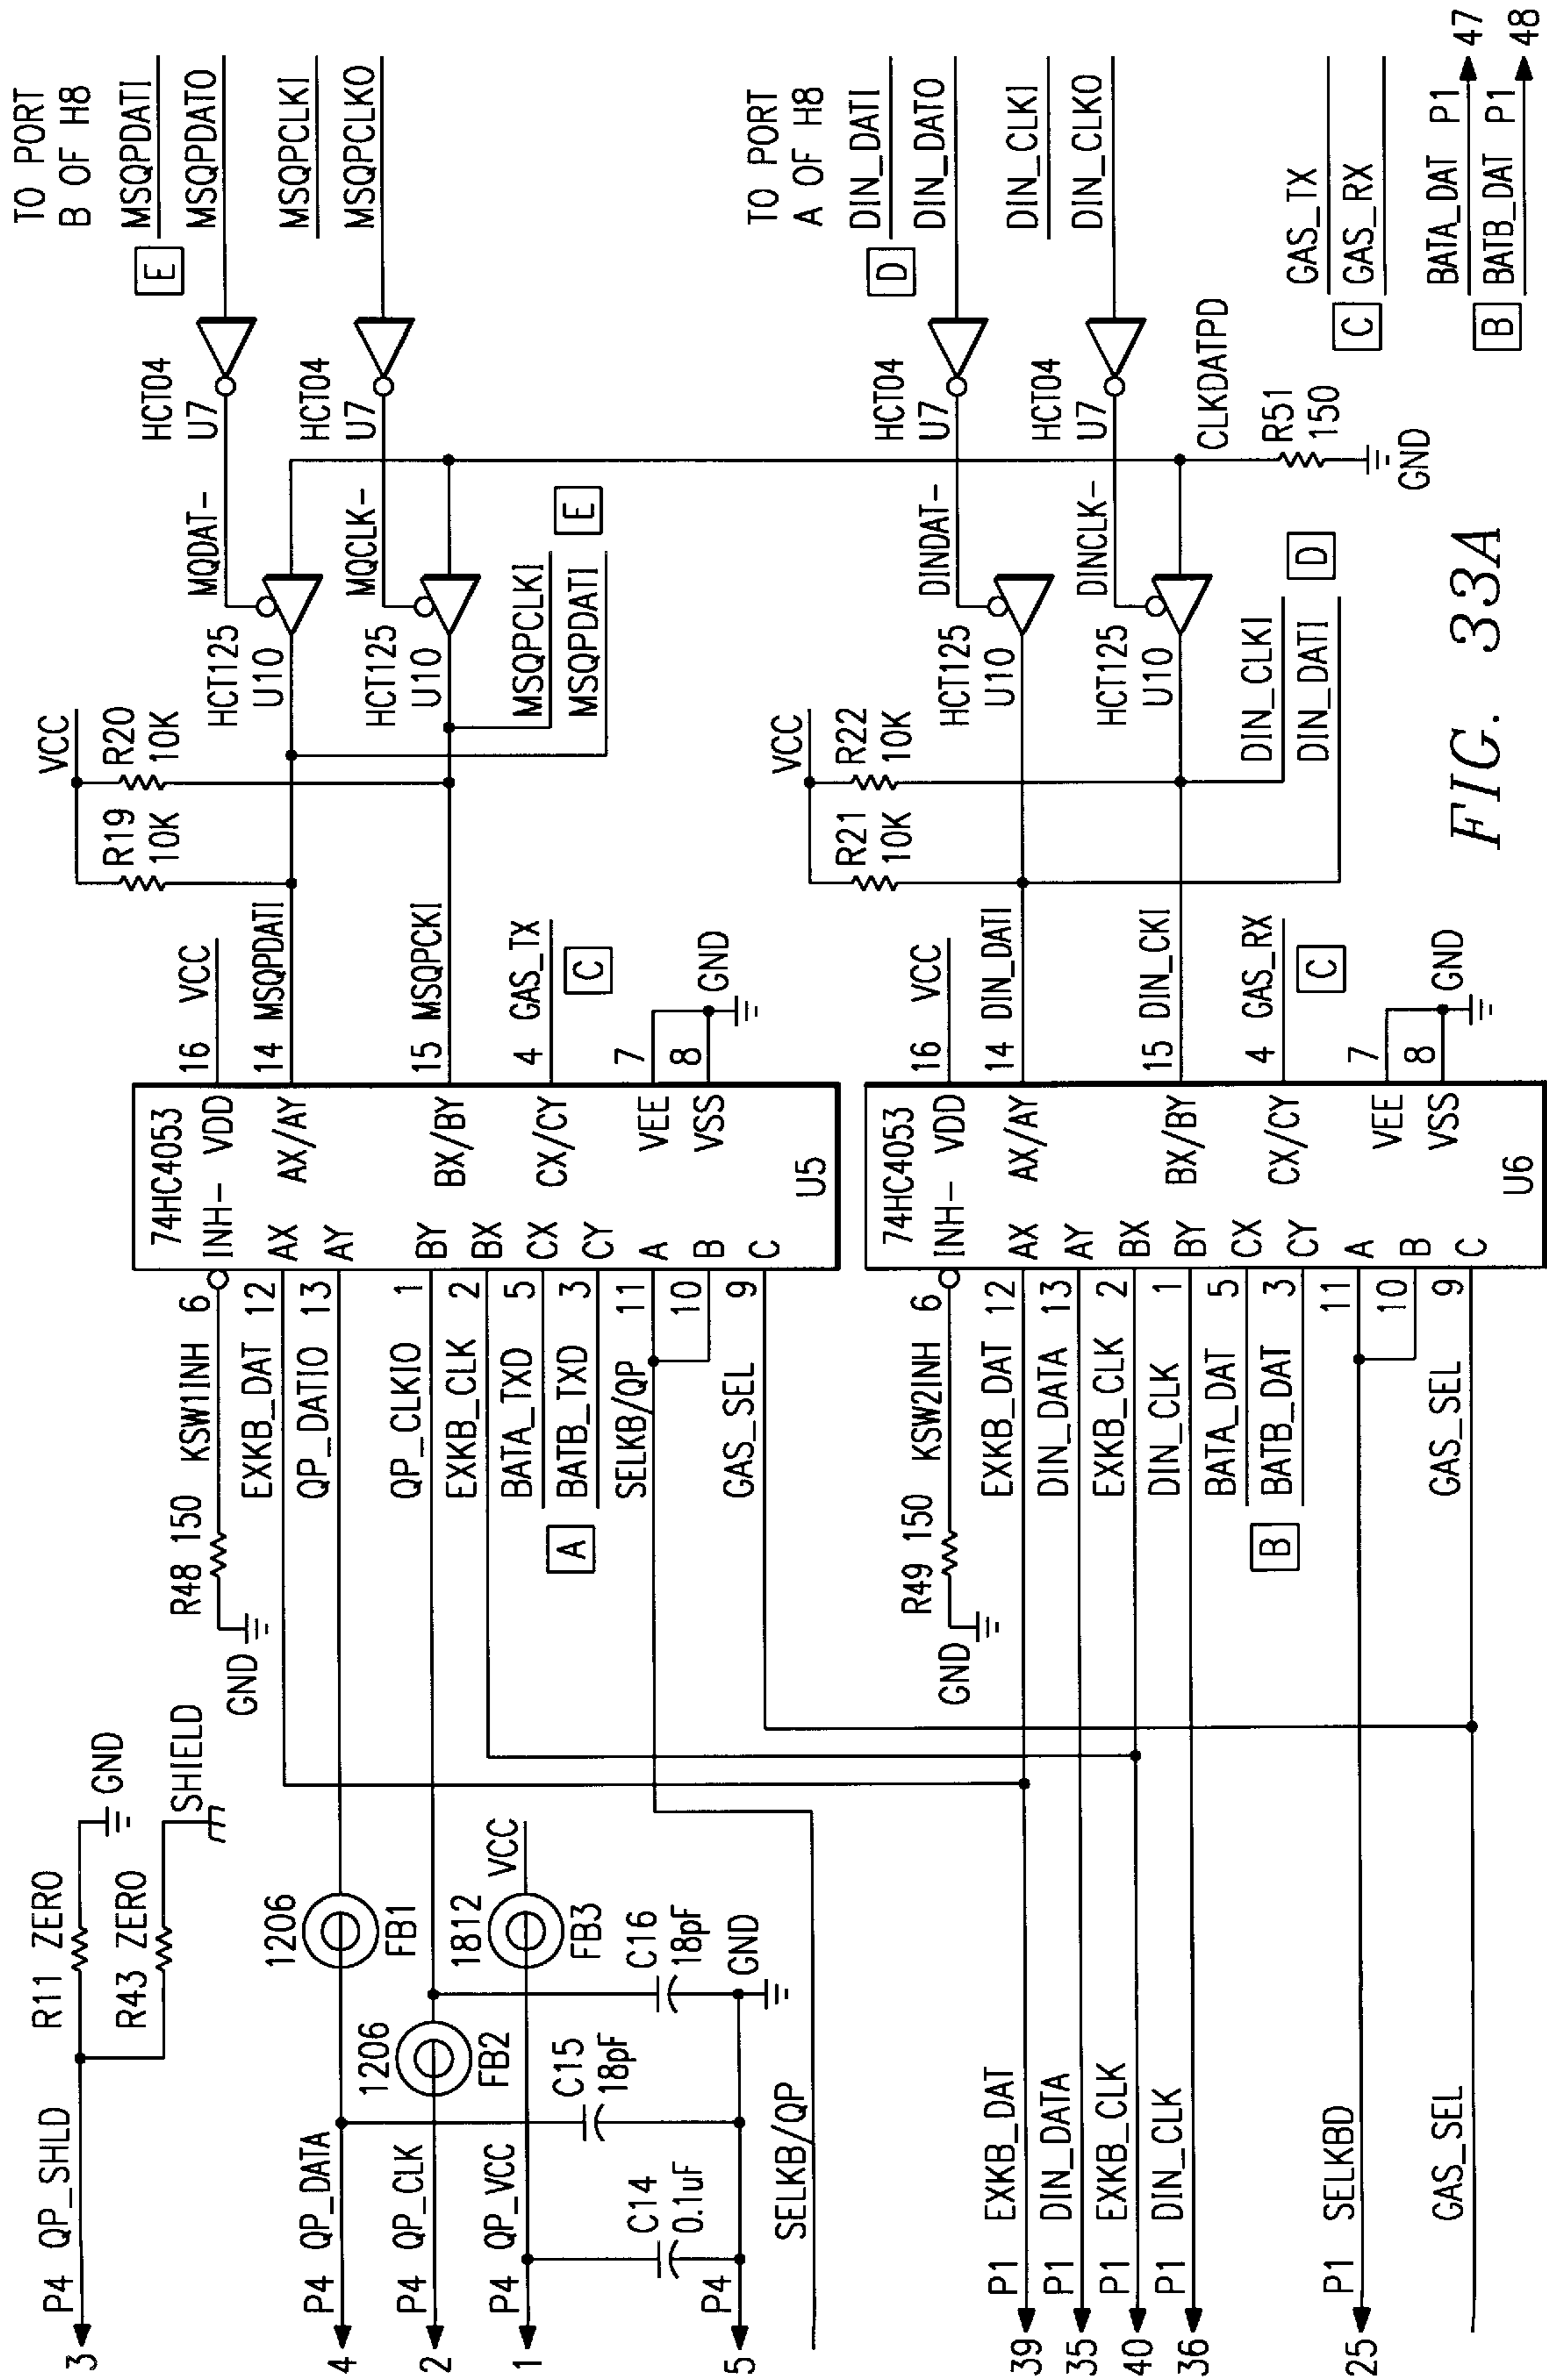 P4 QP_SHLD
3
R11 ZERO
GND
R43 ZERO
SHIELD
P4 QP_DATA
4
1206
FB1
P4 QP_CLK
2
1206
FB2
P4 QP_VCC
1
1812
FB3
VCC
C14
0.1uF
C15
18pF
C16
18pF
GND
P4
5
SELKB/QP
GND
R48 150
KSW1INH
6
EXKB_DAT 12
QP_DATIO 13
QP_CLKIO 1
EXKB_CLK 2
BATA_TXD 5
A
BATB_TXD 3
SELKB/QP 11
10
GAS_SEL 9
74HC4053
INH- VDD
AX AX/AY
AY
BY BX/BY
BX
CX CX/CY
CY
A VEE
B VSS
C
U5
16 VCC
14 MSQPDATI
15 MSQPCKI
4 GAS_TX
C
7
8
GND
VCC
R19
10K
R20
10K
HCT125
U10
MQDAT-
HCT125
U10
MQCLK-
MSQPCLKI
MSQPDATI
E
HCT04
U7
HCT04
U7
TO PORT
B OF H8
E
MSQPDATI
MSQPDATO
MSQPCLKI
MSQPCLKO
P1 EXKB_DAT
39
P1 DIN_DATA
35
P1 EXKB_CLK
40
P1 DIN_CLK
36
P1 SELKBD
25
GAS_SEL
GND
R49 150
KSW2INH
6
EXKB_DAT 12
DIN_DATA 13
EXKB_CLK 2
DIN_CLK 1
BATA_DAT 5
B
BATB_DAT 3
11
10
GAS_SEL 9
74HC4053
INH- VDD
AX AX/AY
AY
BX BX/BY
BY
CX CX/CY
CY
A VEE
B VSS
C
U6
16 VCC
14 DIN_DATI
15 DIN_CKI
4 GAS_RX
C
7
8
GND
VCC
R21
10K
R22
10K
HCT125
U10
DINDAT-
HCT125
U10
DINCLK-
DIN_CLKI
DIN_DATI
D
HCT04
U7
HCT04
U7
CLKDATPD
R51
150
GND
TO PORT
A OF H8
D
DIN_DATI
DIN_DATO
DIN_CLKI
DIN_CLKO
GAS_TX
C
GAS_RX
BATA_DAT P1 47
B
BATB_DAT P1 48
FIG. 33A